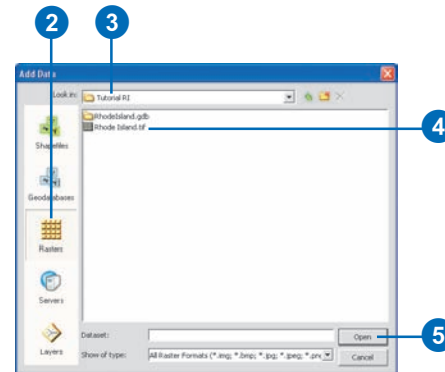 2
3
Add Data
Look in: Tutorial RI
RhodeIsland.gdb
Rhode Island.tif
4
Shapefiles
Geodatabases
Rasters
Servers
Layers
Dataset:
Open
5
Show of type: All Raster Formats (*.img; *.bmp; *.jpg; *.jpeg; *.pn
Cancel